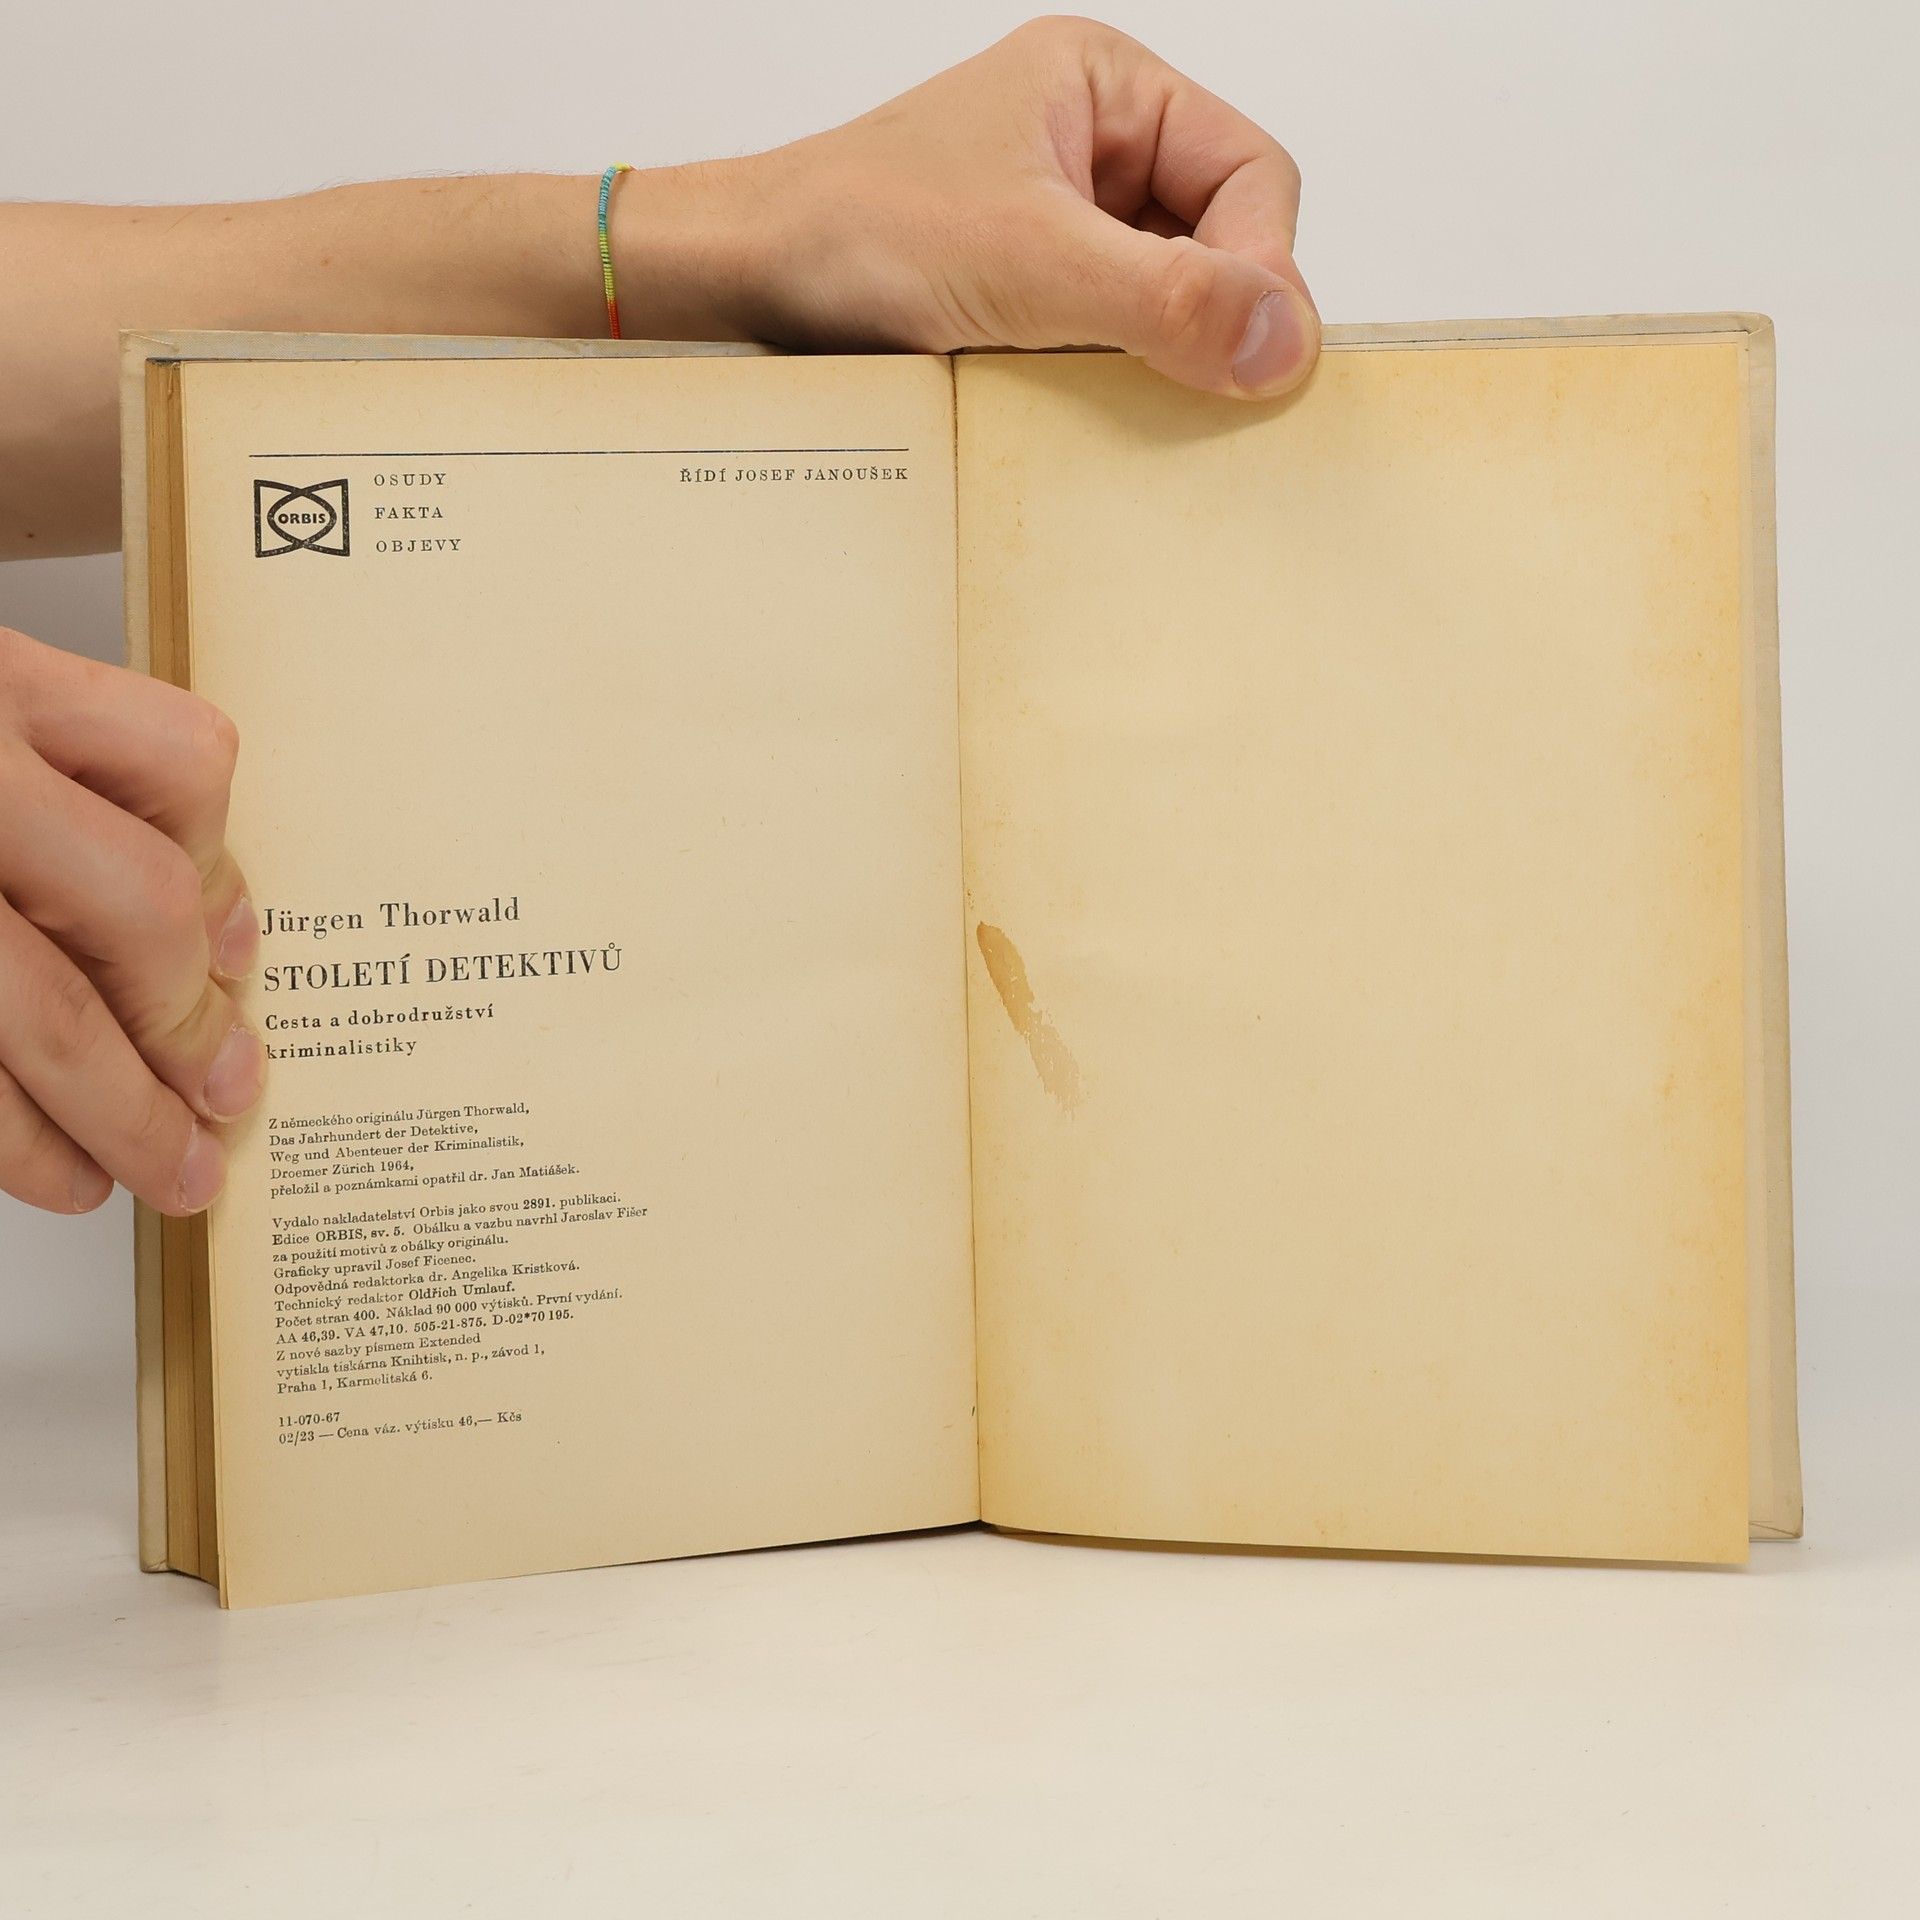 OSUDY
FAKTA
OBJEVY
ŘÍDÍ JOSEF JANOUŠEK
ORBIS
Jürgen Thorwald
STOLETÍ DETEKTIVŮ
Cesta a dobrodružství
kriminalistiky
Z německého originálu Jürgen Thorwald,
Das Jahrhundert der Detektive,
Weg und Abenteuer der Kriminalistik,
Droemer Zürich 1964,
přeložil a poznámkami opatřil dr. Jan Matiášek.
Vydalo nakladatelství Orbis jako svou 2891. publikaci.
Edice ORBIS, sv. 5. Obálku a vazbu navrhl Jaroslav Fišer
za použití motivů z obálky originálu.
Graficky upravil Josef Ficenec.
Odpovědná redaktorka dr. Angelika Kristková.
Technický redaktor Oldřich Umlauf.
Počet stran 400. Náklad 90 000 výtisků. První vydání.
AA 46,39. VA 47,10. 505-21-875. D-02*70195.
Z nové sazby písmem Extended
vytiskla tiskárna Knihtisk, n. p., závod 1,
Praha 1, Karmelitská 6.
11-070-67
02/23 — Cena váz. výtisku 46,— Kčs